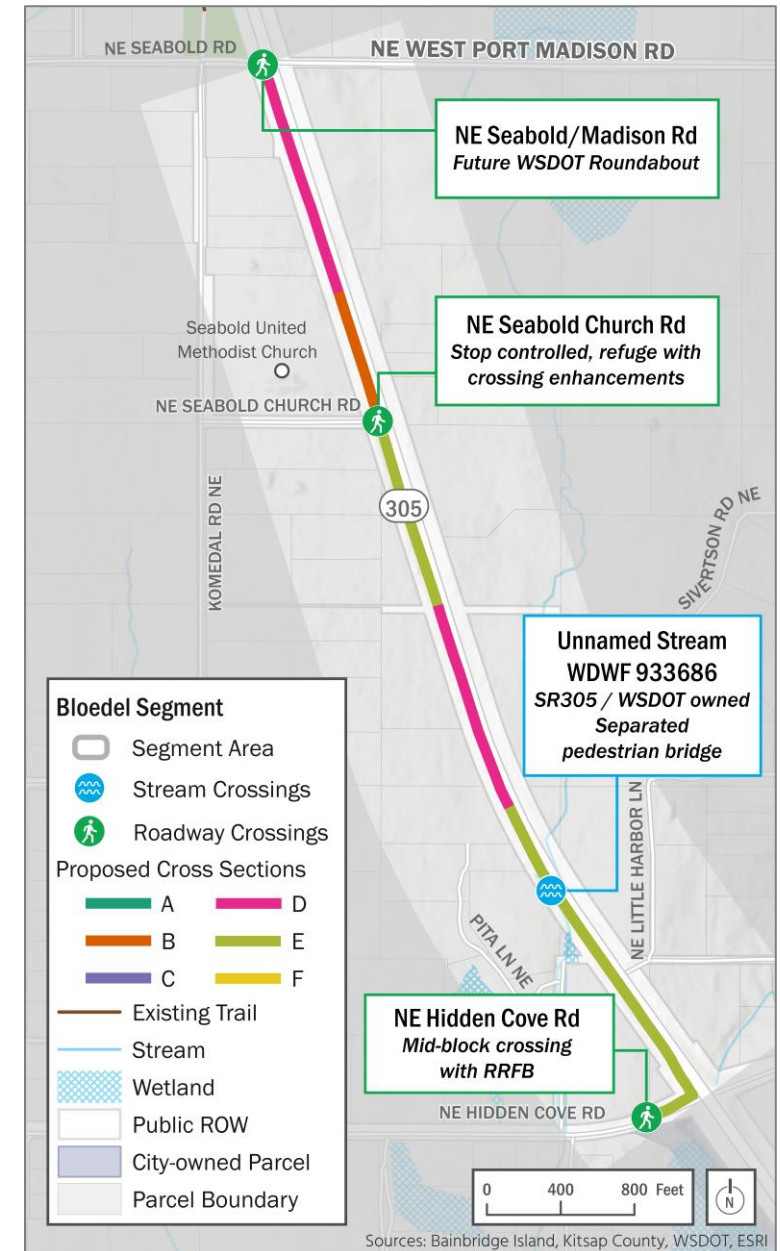 NE SEABOLD RD
NE WEST PORT MADISON RD
NE Seabold/Madison Rd
Future WSDOT Roundabout
Seabold United
Methodist Church
NE Seabold Church Rd
Stop controlled, refuge with
crossing enhancements
NE SEABOLD CHURCH RD
KOMEDAL RD NE
305
SIVERTSON RD NE
Unnamed Stream
WDWF 933686
SR305 / WSDOT owned
Separated
pedestrian bridge
NE LITTLE HARBOR LN
PITA LN NE
NE Hidden Cove Rd
Mid-block crossing
with RRFB
NE HIDDEN COVE RD
Bloedel Segment
Segment Area
Stream Crossings
Roadway Crossings
Proposed Cross Sections
A
D
B
E
C
F
Existing Trail
Stream
Wetland
Public ROW
City-owned Parcel
Parcel Boundary
0 400 800 Feet
N
Sources: Bainbridge Island, Kitsap County, WSDOT, ESRI